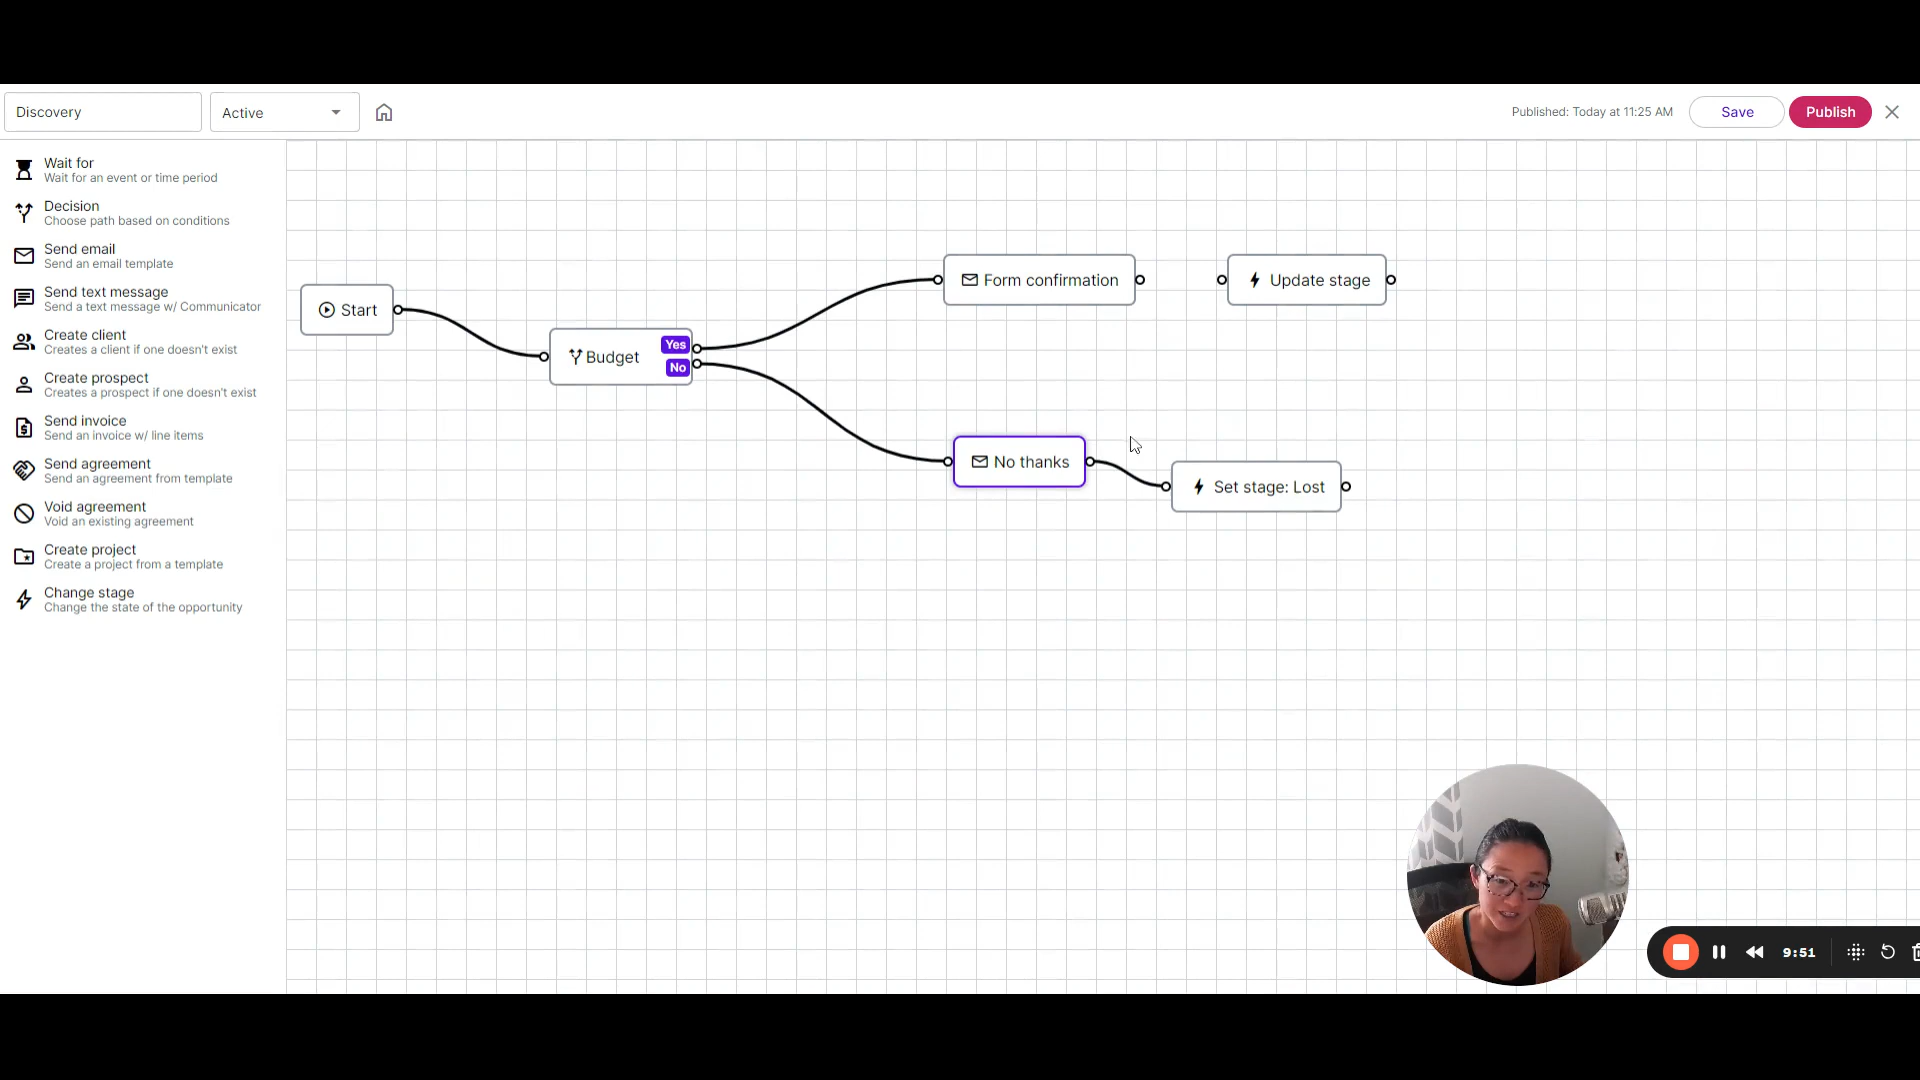 Discovery
Active
Published: Today at 11:25 AM
Save
Publish
Wait for
Wait for an event or time period
Decision
Choose path based on conditions
Send email
Send an email template
Send text message
Send a text message w/ Communicator
Create client
Creates a client if one doesn't exist
Create prospect
Creates a prospect if one doesn't exist
Send invoice
Send an invoice w/ line items
Send agreement
Send an agreement from template
Void agreement
Void an existing agreement
Create project
Create a project from a template
Change stage
Change the state of the opportunity
Start
Budget
Yes
No
Form confirmation
Update stage
No thanks
Set stage: Lost
9:51